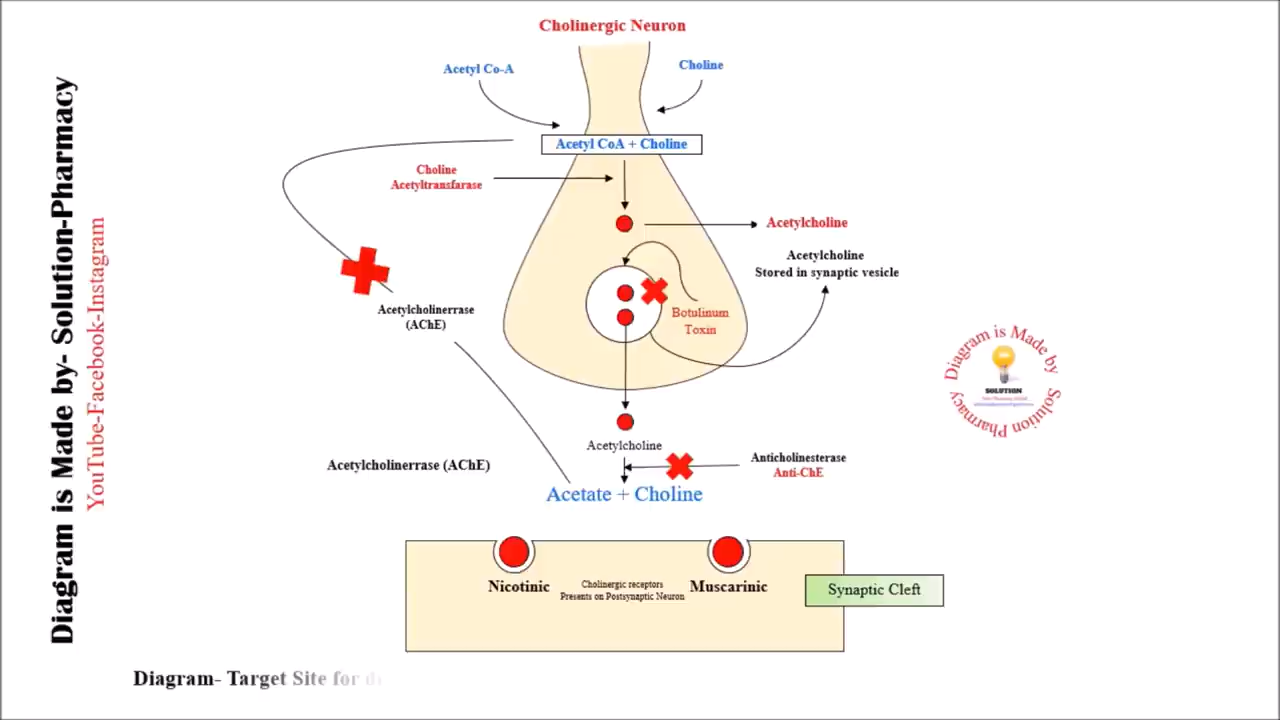 Cholinergic Neuron
Acetyl Co-A
Choline
Acetyl CoA + Choline
Choline
Acetyltransfarase
Acetylcholine
Acetylcholine
Stored in synaptic vesicle
Botulinum
Toxin
Acetylcholinerrase
(AChE)
Acetylcholine
Acetylcholinerrase (AChE)
Anticholinesterase
Anti-ChE
Acetate + Choline
Nicotinic
Cholinergic receptors
Presents on Postsynaptic Neuron
Muscarinic
Synaptic Cleft
Diagram- Target Site for d
Diagram is Made by- Solution-Pharmacy
YouTube-Facebook-Instagram
Diagram is Made by
Solution Pharmacy
SOLUTION